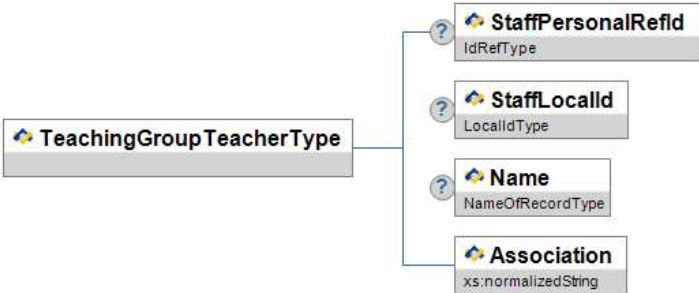 ?
StaffPersonalRefId
IdRefType
?
StaffLocalId
LocalIdType
TeachingGroupTeacherType
?
Name
NameOfRecordType
Association
xs:normalizedString